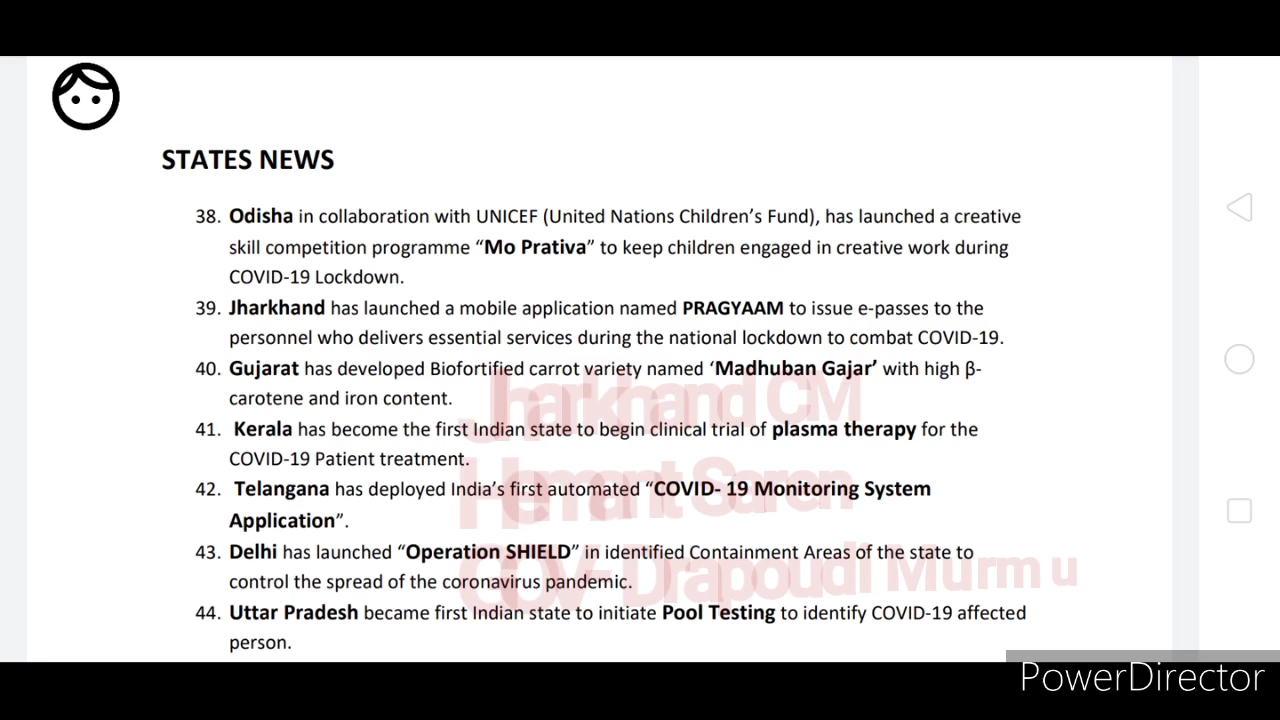 STATES NEWS
38. Odisha in collaboration with UNICEF (United Nations Children's Fund), has launched a creative
skill competition programme “Mo Prativa” to keep children engaged in creative work during
COVID-19 Lockdown.
39. Jharkhand has launched a mobile application named PRAGYAAM to issue e-passes to the
personnel who delivers essential services during the national lockdown to combat COVID-19.
40. Gujarat has developed Biofortified carrot variety named ‘Madhuban Gajar’ with high β-
carotene and iron content.
41. Kerala has become the first Indian state to begin clinical trial of plasma therapy for the
COVID-19 Patient treatment.
42. Telangana has deployed India's first automated “COVID- 19 Monitoring System
Application”.
43. Delhi has launched “Operation SHIELD” in identified Containment Areas of the state to
control the spread of the coronavirus pandemic.
44. Uttar Pradesh became first Indian state to initiate Pool Testing to identify COVID-19 affected
person.
Jharkhand CM
Hemant Soren
GOV- Drapoudi Murmu
PowerDirector